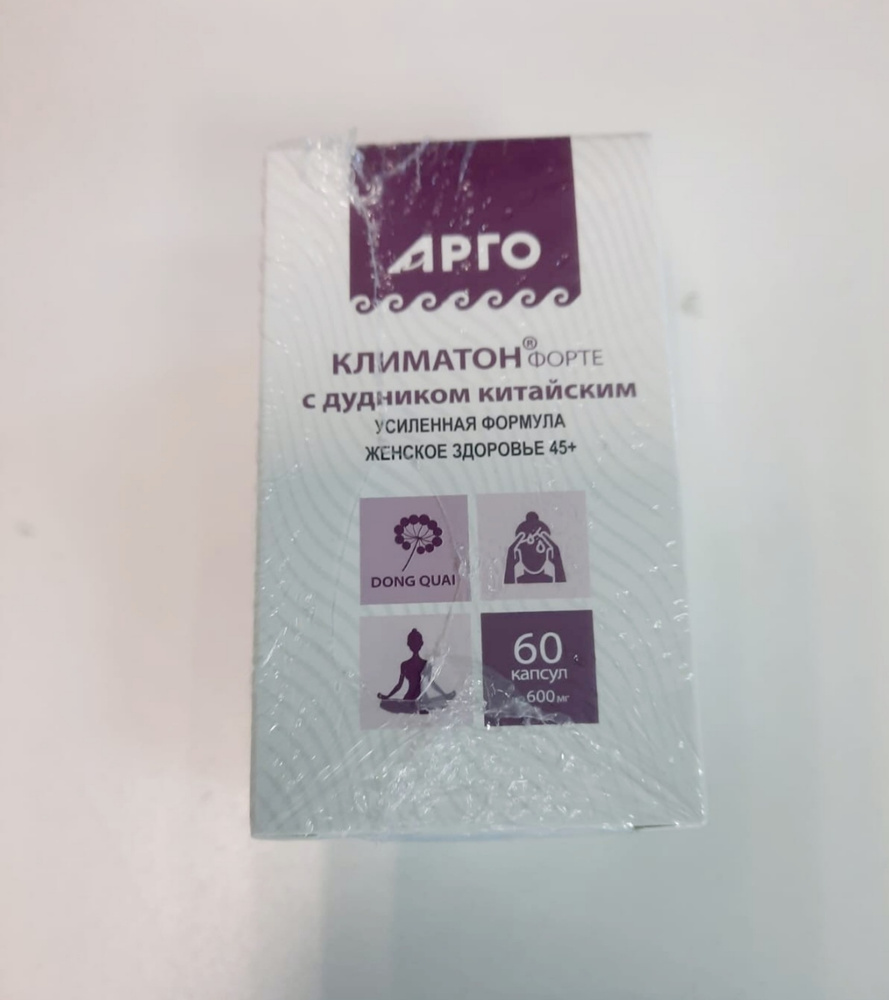 АРГО
КЛИМАТОН® ФОРТЕ
С ДУДНИКОМ КИТАЙСКИМ
УСИЛЕННАЯ ФОРМУЛА
ЖЕНСКОЕ ЗДОРОВЬЕ 45+
DONG QUAI
60
капсул
600 мг